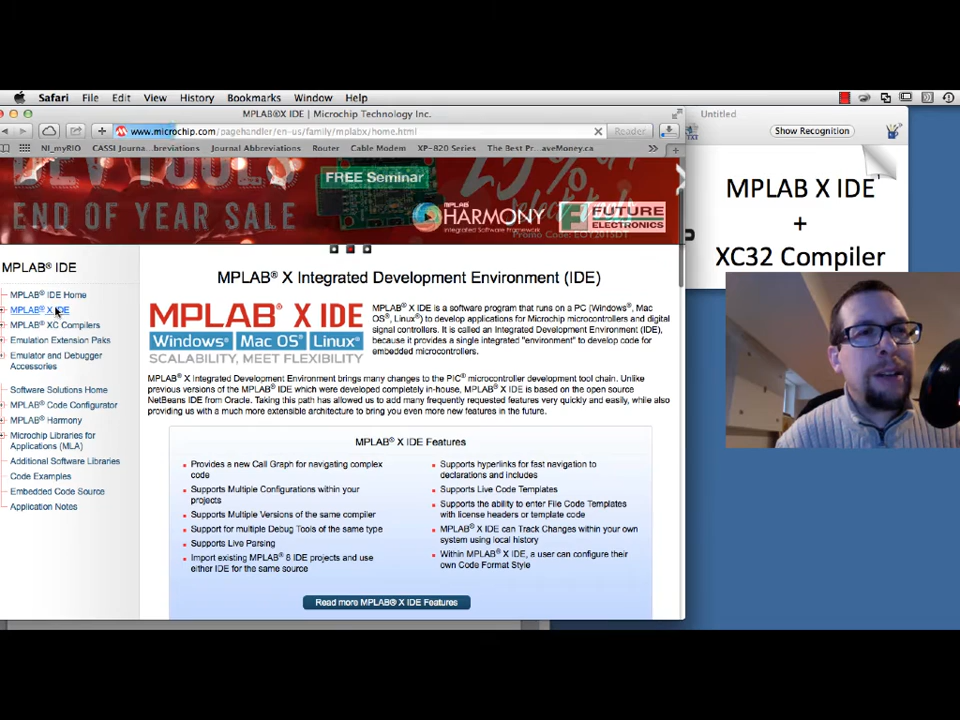 Safari File Edit View History Bookmarks Window Help
MPLAB®X IDE | Microchip Technology Inc.
Untitled
www.microchip.com/pagehandler/en-us/family/mplabx/home.html
Reader
Show Recognition
NI_myRIO CASSI Journa...breviations Journal Abbreviations Router Cable Modem XP-820 Series The Best Pr...aveMoney.ca
DEV TOOLS
END OF YEAR SALE
FREE Seminar
25% off
select tools
MPLAB
HARMONY
Integrated Software Framework
FUTURE
ELECTRONICS
Promo Code: EOY2015DT
MPLAB X IDE
+
XC32 Compiler
MPLAB® IDE
MPLAB® IDE Home
MPLAB® X IDE
MPLAB® XC Compilers
Emulation Extension Paks
Emulator and Debugger
Accessories
Software Solutions Home
MPLAB® Code Configurator
MPLAB® Harmony
Microchip Libraries for
Applications (MLA)
Additional Software Libraries
Code Examples
Embedded Code Source
Application Notes
MPLAB® X Integrated Development Environment (IDE)
MPLAB® X IDE
Windows® Mac OS® Linux®
SCALABILITY, MEET FLEXIBILITY
MPLAB® X IDE is a software program that runs on a PC (Windows®, Mac
OS®, Linux®) to develop applications for Microchip microcontrollers and digital
signal controllers. It is called an Integrated Development Environment (IDE),
because it provides a single integrated "environment" to develop code for
embedded microcontrollers.
MPLAB® X Integrated Development Environment brings many changes to the PIC® microcontroller development tool chain. Unlike
previous versions of the MPLAB® IDE which were developed completely in-house, MPLAB® X IDE is based on the open source
NetBeans IDE from Oracle. Taking this path has allowed us to add many frequently requested features very quickly and easily, while also
providing us with a much more extensible architecture to bring you even more new features in the future.
MPLAB® X IDE Features
Provides a new Call Graph for navigating complex
code
Supports Multiple Configurations within your
projects
Supports Multiple Versions of the same compiler
Support for multiple Debug Tools of the same type
Supports Live Parsing
Import existing MPLAB® 8 IDE projects and use
either IDE for the same source
Supports hyperlinks for fast navigation to
declarations and includes
Supports Live Code Templates
Supports the ability to enter File Code Templates
with license headers or template code
MPLAB® X IDE can Track Changes within your own
system using local history
Within MPLAB® X IDE, a user can configure their
own Code Format Style
Read more MPLAB® X IDE Features